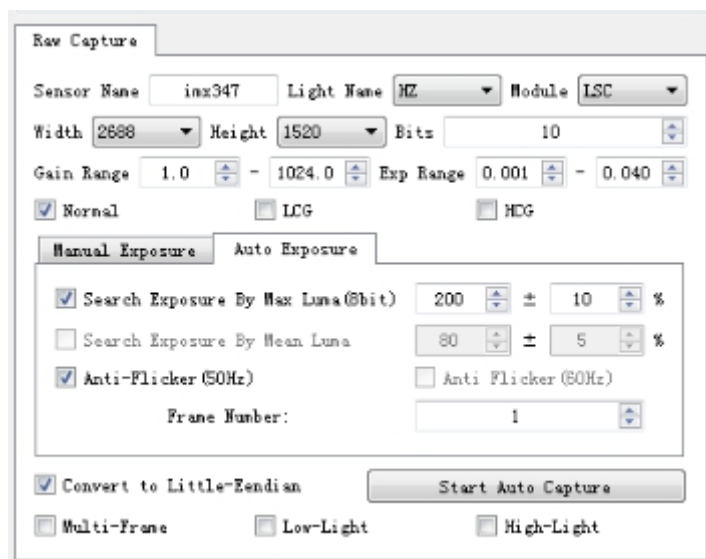 Raw Capture
Sensor Name imx347 Light Name HZ Module LSC
Width 2688 Height 1520 Bits 10
Gain Range 1.0 - 1024.0 Exp Range 0.001 - 0.040
Normal LCG HCG
Manual Exposure Auto Exposure
Search Exposure By Max Luma(8bit) 200 ± 10 %
Search Exposure By Mean Luma 80 ± 5 %
Anti-Flicker(50Hz) Anti Flicker(60Hz)
Frame Number: 1
Convert to Little-Eendian Start Auto Capture
Multi-Frame Low-Light High-Light